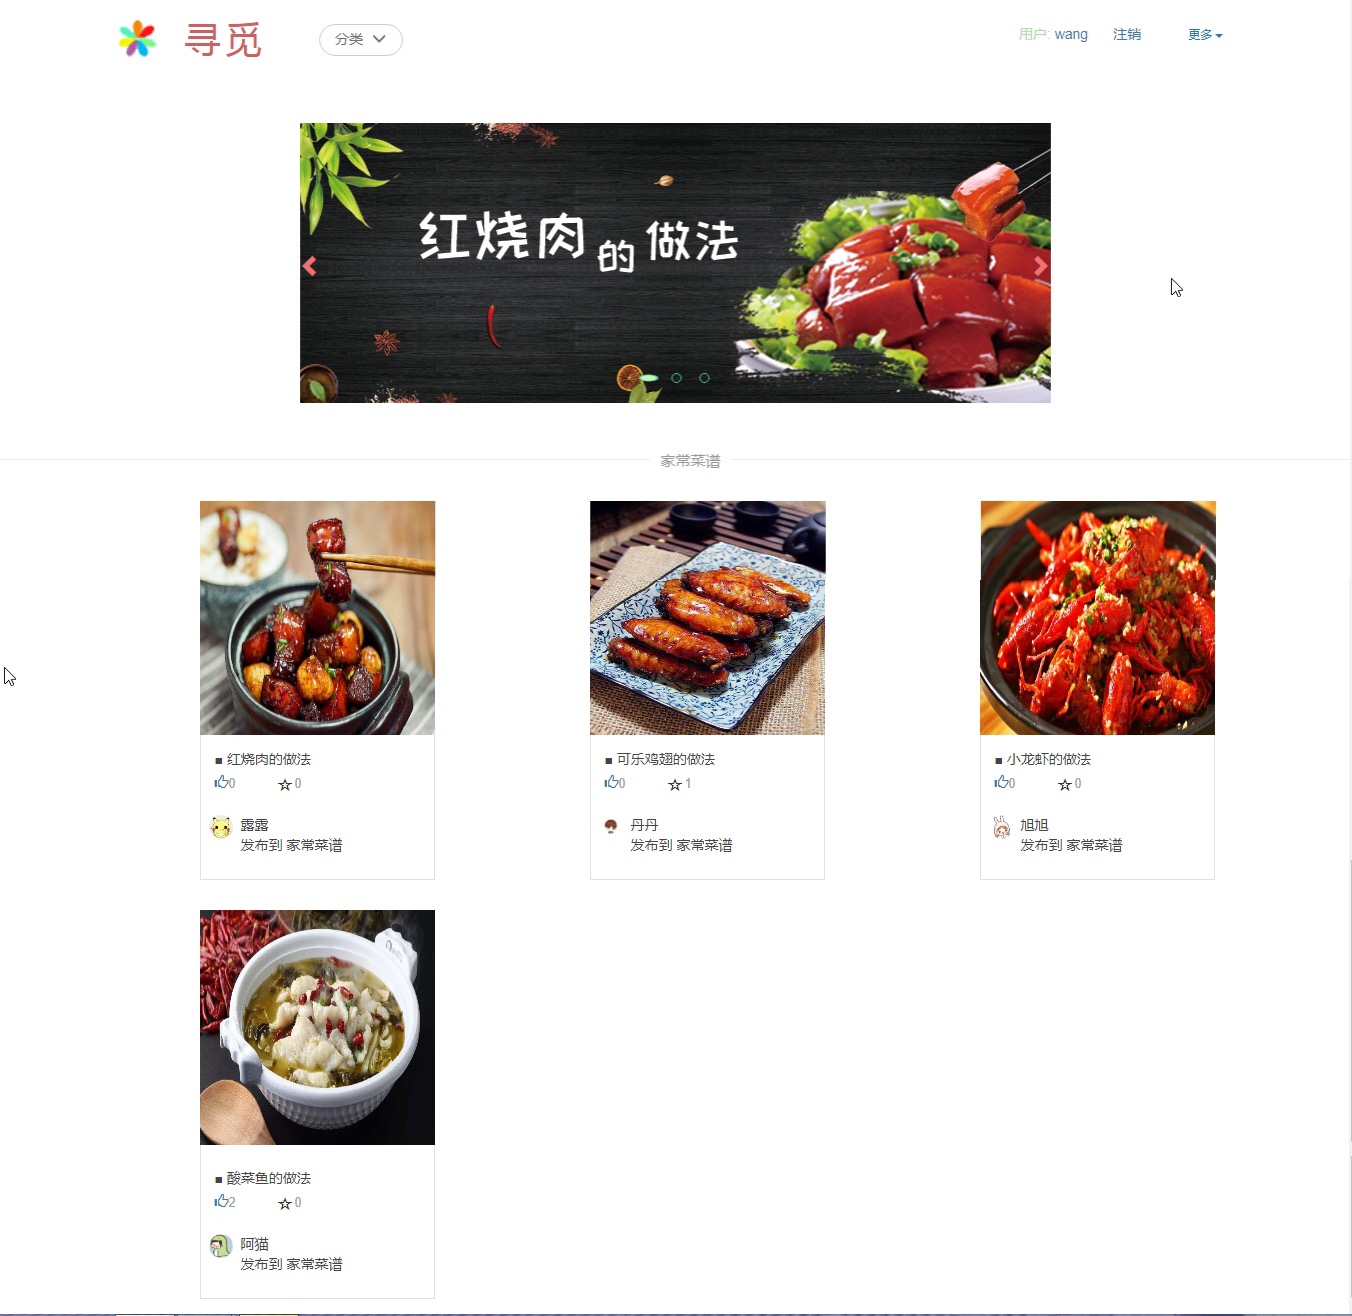 寻觅
分类
用户: wang 注销 更多
红烧肉的做法
家常菜谱
■ 红烧肉的做法
0 0
露露
发布到 家常菜谱
■ 可乐鸡翅的做法
0 1
丹丹
发布到 家常菜谱
■ 小龙虾的做法
0 0
旭旭
发布到 家常菜谱
■ 酸菜鱼的做法
2 0
阿猫
发布到 家常菜谱